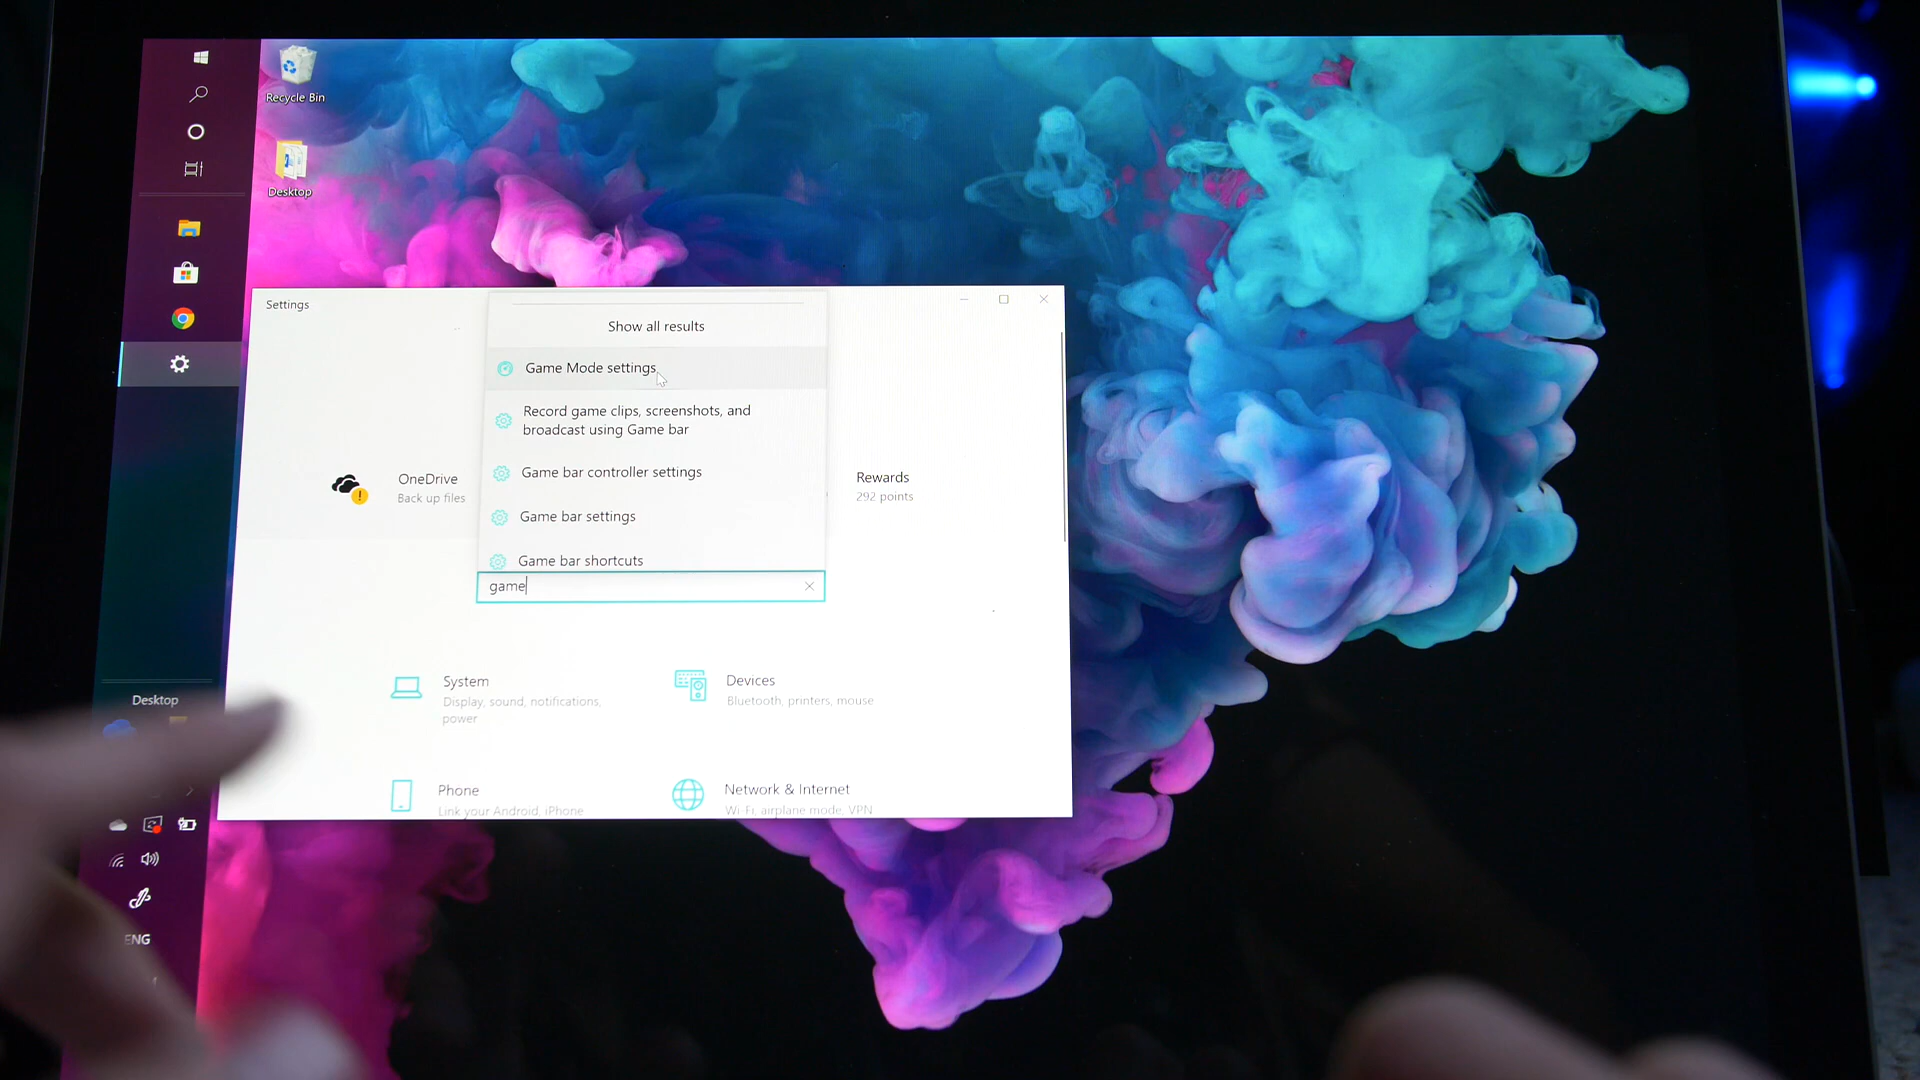 Recycle Bin
Desktop
Settings
Show all results
Game Mode settings
Record game clips, screenshots, and
broadcast using Game bar
Game bar controller settings
Game bar settings
Game bar shortcuts
game
OneDrive
Back up files
Rewards
292 points
System
Display, sound, notifications,
power
Devices
Bluetooth, printers, mouse
Phone
Link your Android, iPhone
Network & Internet
Wi-Fi, airplane mode, VPN
Desktop
ENG